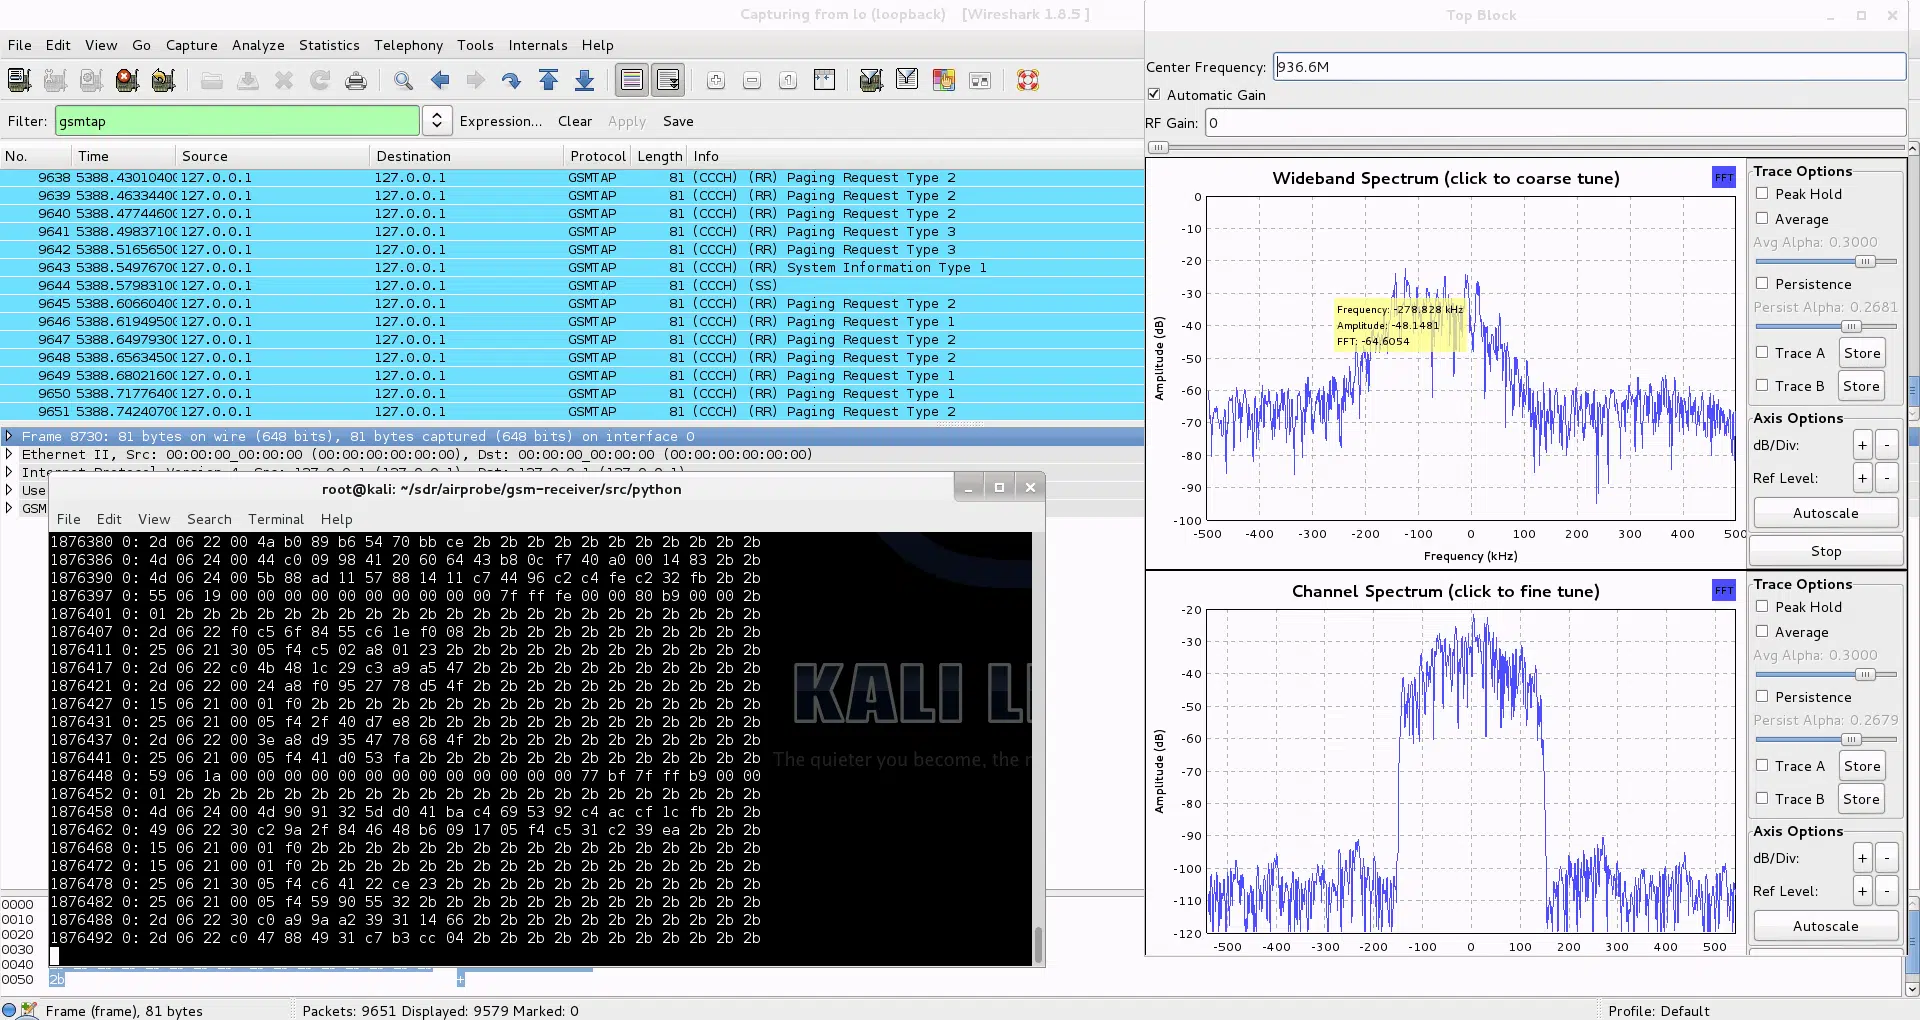 Capturing from lo (loopback)    [Wireshark 1.8.5 ]
File Edit View Go Capture Analyze Statistics Telephony Tools Internals Help
Filter: gsmtap Expression... Clear Apply Save
No. Time Source Destination Protocol Length Info
9638 5388.43010400 127.0.0.1 127.0.0.1 GSMTAP 81 (CCCH) (RR) Paging Request Type 2
9639 5388.46334400 127.0.0.1 127.0.0.1 GSMTAP 81 (CCCH) (RR) Paging Request Type 2
9640 5388.47744600 127.0.0.1 127.0.0.1 GSMTAP 81 (CCCH) (RR) Paging Request Type 2
9641 5388.49837100 127.0.0.1 127.0.0.1 GSMTAP 81 (CCCH) (RR) Paging Request Type 3
9642 5388.51656500 127.0.0.1 127.0.0.1 GSMTAP 81 (CCCH) (RR) Paging Request Type 3
9643 5388.54976700 127.0.0.1 127.0.0.1 GSMTAP 81 (CCCH) (RR) System Information Type 1
9644 5388.57983100 127.0.0.1 127.0.0.1 GSMTAP 81 (CCCH) (SS)
9645 5388.60660400 127.0.0.1 127.0.0.1 GSMTAP 81 (CCCH) (RR) Paging Request Type 2
9646 5388.61949500 127.0.0.1 127.0.0.1 GSMTAP 81 (CCCH) (RR) Paging Request Type 1
9647 5388.64979300 127.0.0.1 127.0.0.1 GSMTAP 81 (CCCH) (RR) Paging Request Type 2
9648 5388.65634500 127.0.0.1 127.0.0.1 GSMTAP 81 (CCCH) (RR) Paging Request Type 2
9649 5388.68021600 127.0.0.1 127.0.0.1 GSMTAP 81 (CCCH) (RR) Paging Request Type 1
9650 5388.71776400 127.0.0.1 127.0.0.1 GSMTAP 81 (CCCH) (RR) Paging Request Type 1
9651 5388.74240700 127.0.0.1 127.0.0.1 GSMTAP 81 (CCCH) (RR) Paging Request Type 2
Frame 8730: 81 bytes on wire (648 bits), 81 bytes captured (648 bits) on interface 0
Ethernet II, Src: 00:00:00_00:00:00 (00:00:00:00:00:00), Dst: 00:00:00_00:00:00 (00:00:00:00:00:00)
Internet Protocol Version 4, Src: 127.0.0.1 (127.0.0.1), Dst: 127.0.0.1 (127.0.0.1)
Use
GSM
root@kali: ~/sdr/airprobe/gsm-receiver/src/python
File Edit View Search Terminal Help
1876380 0: 2d 06 22 00 4a b0 89 b6 54 70 bb ce 2b 2b 2b 2b 2b 2b 2b 2b 2b 2b 2b
1876386 0: 4d 06 24 00 44 c0 09 98 41 20 60 64 43 b8 0c f7 40 a0 00 14 83 2b 2b
1876390 0: 4d 06 24 00 5b 88 ad 11 57 88 14 11 c7 44 96 c2 c4 fe c2 32 fb 2b 2b
1876397 0: 55 06 19 00 00 00 00 00 00 00 00 00 00 7f ff fe 00 00 80 b9 00 00 2b
1876401 0: 01 2b 2b 2b 2b 2b 2b 2b 2b 2b 2b 2b 2b 2b 2b 2b 2b 2b 2b 2b 2b 2b 2b
1876407 0: 2d 06 22 f0 c5 6f 84 55 c6 1e f0 08 2b 2b 2b 2b 2b 2b 2b 2b 2b 2b 2b
1876411 0: 25 06 21 30 05 f4 c5 02 a8 01 23 2b 2b 2b 2b 2b 2b 2b 2b 2b 2b 2b 2b
1876417 0: 2d 06 22 c0 4b 48 1c 29 c3 a9 a5 47 2b 2b 2b 2b 2b 2b 2b 2b 2b 2b 2b
1876421 0: 2d 06 22 00 24 a8 f0 95 27 78 d5 4f 2b 2b 2b 2b 2b 2b 2b 2b 2b 2b 2b
1876427 0: 15 06 21 00 01 f0 2b 2b 2b 2b 2b 2b 2b 2b 2b 2b 2b 2b 2b 2b 2b 2b 2b
1876431 0: 25 06 21 00 05 f4 2f 40 d7 e8 2b 2b 2b 2b 2b 2b 2b 2b 2b 2b 2b 2b 2b
1876437 0: 2d 06 22 00 3e a8 d9 35 47 78 68 4f 2b 2b 2b 2b 2b 2b 2b 2b 2b 2b 2b
1876441 0: 25 06 21 00 05 f4 41 d0 53 fa 2b 2b 2b 2b 2b 2b 2b 2b 2b 2b 2b 2b 2b
1876448 0: 59 06 1a 00 00 00 00 00 00 00 00 00 00 00 00 00 77 bf 7f ff b9 00 00
1876452 0: 01 2b 2b 2b 2b 2b 2b 2b 2b 2b 2b 2b 2b 2b 2b 2b 2b 2b 2b 2b 2b 2b 2b
1876458 0: 4d 06 24 00 4d 90 91 32 5d d0 41 ba c4 69 53 92 c4 ac cf 1c fb 2b 2b
1876462 0: 49 06 22 30 c2 9a 2f 84 46 48 b6 09 17 05 f4 c5 31 c2 39 ea 2b 2b 2b
1876468 0: 15 06 21 00 01 f0 2b 2b 2b 2b 2b 2b 2b 2b 2b 2b 2b 2b 2b 2b 2b 2b 2b
1876472 0: 15 06 21 00 01 f0 2b 2b 2b 2b 2b 2b 2b 2b 2b 2b 2b 2b 2b 2b 2b 2b 2b
1876478 0: 25 06 21 30 05 f4 c6 41 22 ce 23 2b 2b 2b 2b 2b 2b 2b 2b 2b 2b 2b 2b
1876482 0: 25 06 21 00 05 f4 59 90 55 32 2b 2b 2b 2b 2b 2b 2b 2b 2b 2b 2b 2b 2b
1876488 0: 2d 06 22 30 c0 a9 9a a2 39 31 14 66 2b 2b 2b 2b 2b 2b 2b 2b 2b 2b 2b
1876492 0: 2d 06 22 c0 47 88 49 31 c7 b3 cc 04 2b 2b 2b 2b 2b 2b 2b 2b 2b 2b 2b
KALI LI
The quieter you become, the m
0000
0010
0020
0030
0040
0050 2b +
Frame (frame), 81 bytes Packets: 9651 Displayed: 9579 Marked: 0 Profile: Default
Top Block
Center Frequency: 936.6M
Automatic Gain
RF Gain: 0
Wideband Spectrum (click to coarse tune)
FFT
Amplitude (dB)
0
-10
-20
-30
-40
-50
-60
-70
-80
-90
-100
Frequency: -278.828 kHz
Amplitude: -48.1481
FFT: -64.6054
-500 -400 -300 -200 -100 0 100 200 300 400 500
Frequency (kHz)
Trace Options
Peak Hold
Average
Avg Alpha: 0.3000
Persistence
Persist Alpha: 0.2681
Trace A Store
Trace B Store
Axis Options
dB/Div: + -
Ref Level: + -
Autoscale
Stop
Channel Spectrum (click to fine tune)
FFT
Amplitude (dB)
-20
-30
-40
-50
-60
-70
-80
-90
-100
-110
-120
-500 -400 -300 -200 -100 0 100 200 300 400 500
Trace Options
Peak Hold
Average
Avg Alpha: 0.3000
Persistence
Persist Alpha: 0.2679
Trace A Store
Trace B Store
Axis Options
dB/Div: + -
Ref Level: + -
Autoscale